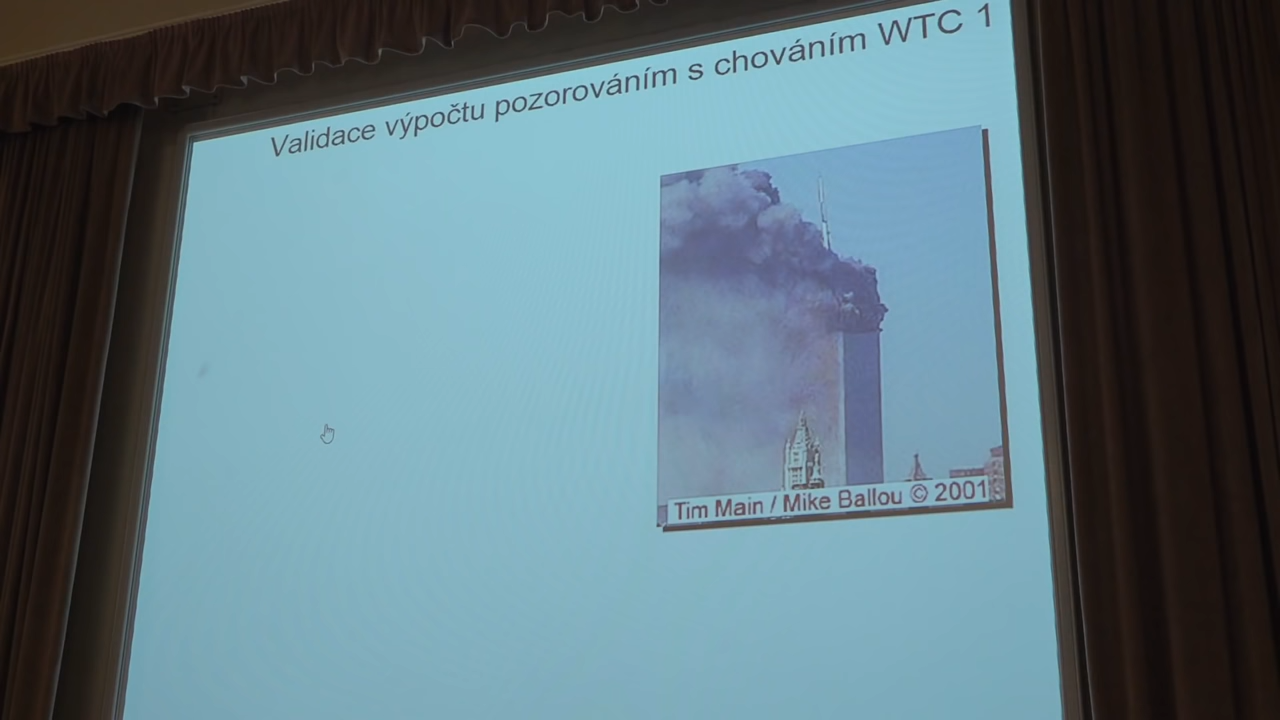 Validace výpočtu pozorováním s chováním WTC 1
Tim Main / Mike Ballou © 2001